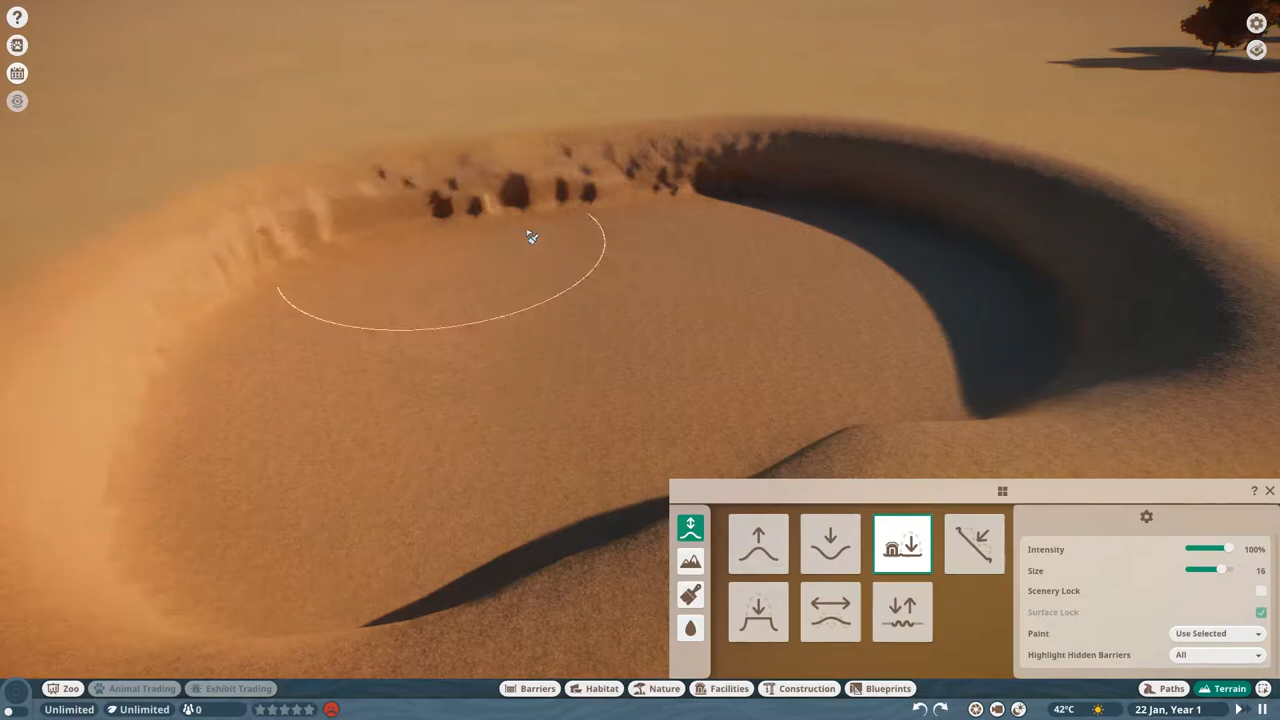 ?
?
Intensity 100%
Size 16
Scenery Lock
Surface Lock
Paint Use Selected
Highlight Hidden Barriers All
Zoo Animal Trading Exhibit Trading Barriers Habitat Nature Facilities Construction Blueprints Paths Terrain
Unlimited Unlimited 0 42°C 22 Jan, Year 1